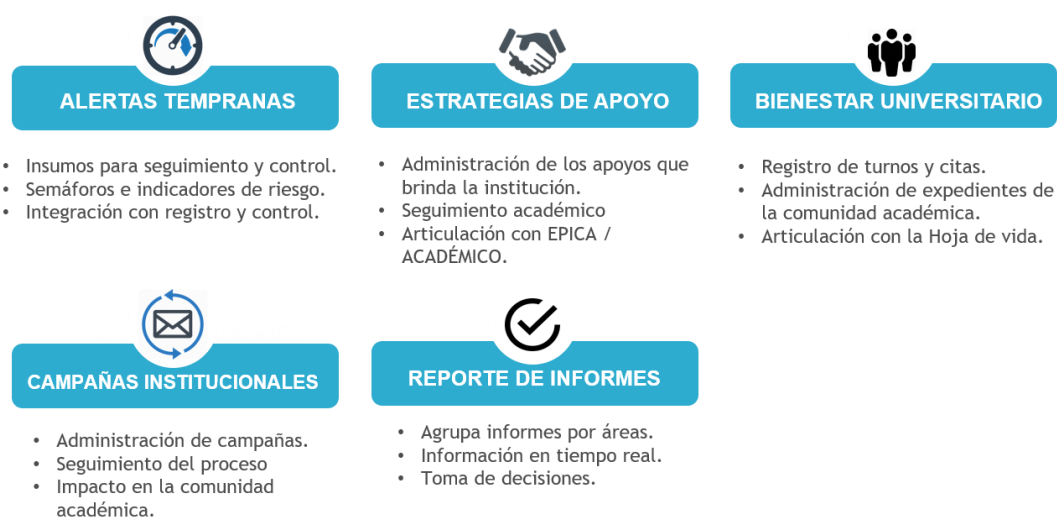 ALERTAS TEMPRANAS
• Insumos para seguimiento y control.
• Semáforos e indicadores de riesgo.
• Integración con registro y control.
ESTRATEGIAS DE APOYO
• Administración de los apoyos que
brinda la institución.
• Seguimiento académico
• Articulación con EPICA /
ACADÉMICO.
BIENESTAR UNIVERSITARIO
• Registro de turnos y citas.
• Administración de expedientes de
la comunidad académica.
• Articulación con la Hoja de vida.
CAMPAÑAS INSTITUCIONALES
• Administración de campañas.
• Seguimiento del proceso
• Impacto en la comunidad
académica.
REPORTE DE INFORMES
• Agrupa informes por áreas.
• Información en tiempo real.
• Toma de decisiones.